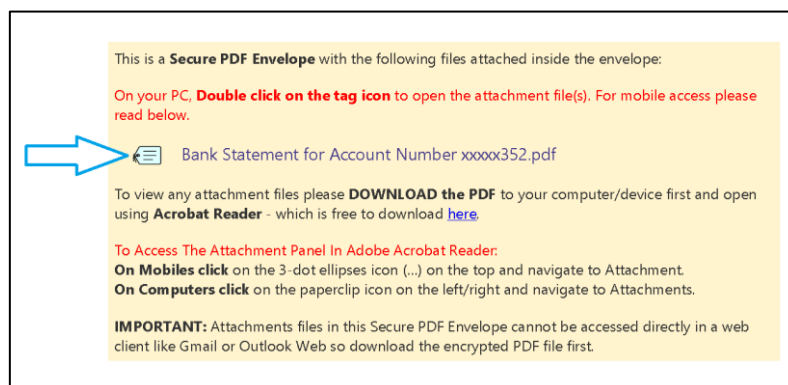 This is a Secure PDF Envelope with the following files attached inside the envelope:
On your PC, Double click on the tag icon to open the attachment file(s). For mobile access please
read below.
Bank Statement for Account Number xxxxx352.pdf
To view any attachment files please DOWNLOAD the PDF to your computer/device first and open
using Acrobat Reader - which is free to download here.
To Access The Attachment Panel In Adobe Acrobat Reader:
On Mobiles click on the 3-dot ellipses icon (...) on the top and navigate to Attachment.
On Computers click on the paperclip icon on the left/right and navigate to Attachments.
IMPORTANT: Attachments files in this Secure PDF Envelope cannot be accessed directly in a web
client like Gmail or Outlook Web so download the encrypted PDF file first.